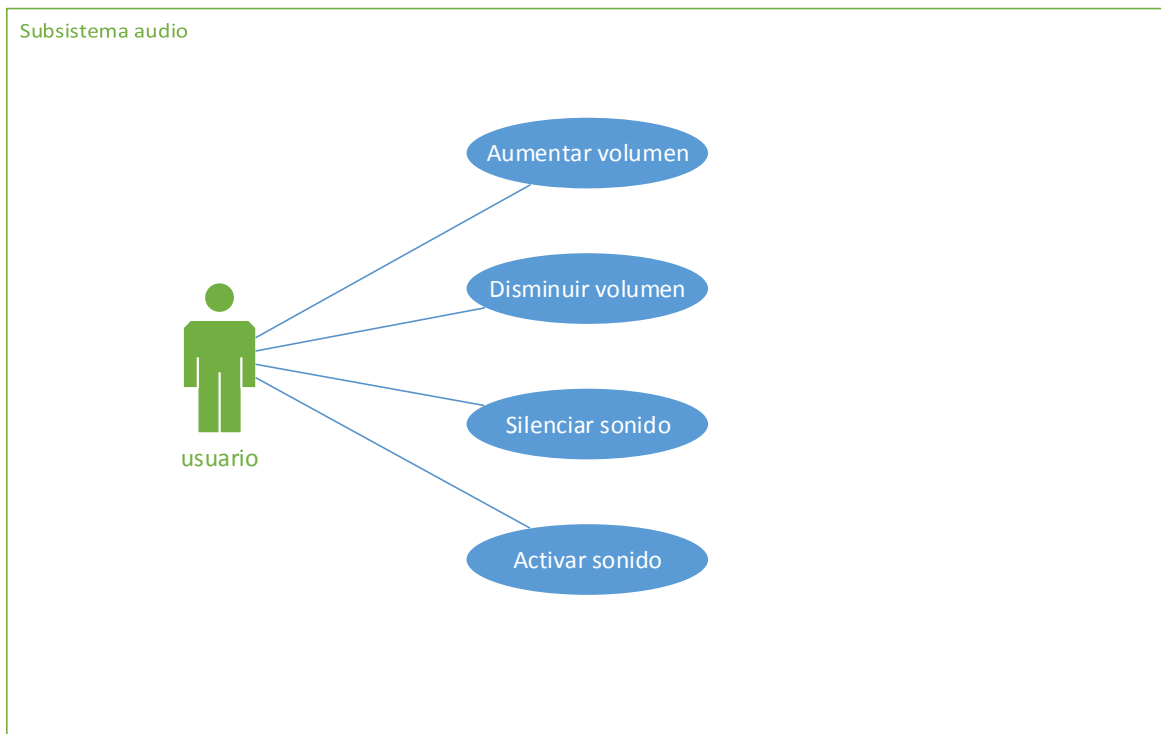 Subsistema audio
Aumentar volumen
Disminuir volumen
Silenciar sonido
usuario
Activar sonido